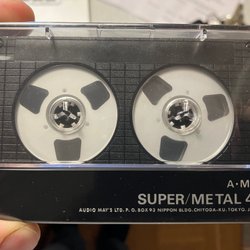 A·M
SUPER/METAL 4
AUDIO MAY'S LTD. P.O. BOX 93 NIPPON BLDG. CHIYODA-KU. TOKYO.